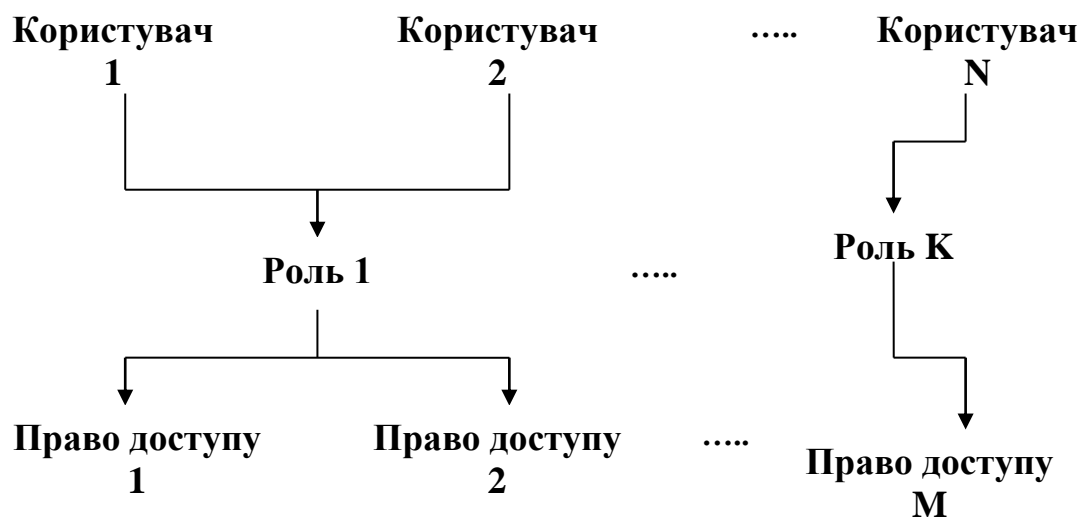 Користувач 1
Користувач 2
…..
Користувач N
Роль 1
…..
Роль K
Право доступу 1
Право доступу 2
…..
Право доступу M